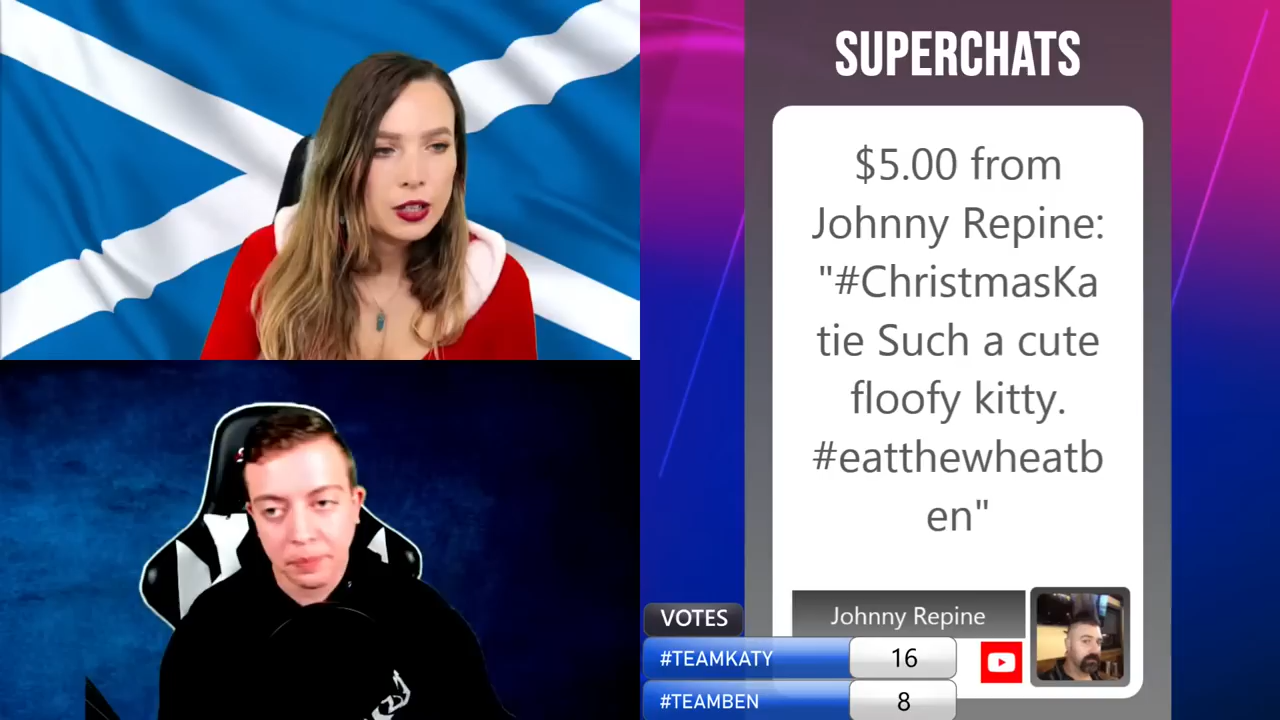 SUPERCHATS
$5.00 from
Johnny Repine:
"#ChristmasKa
tie Such a cute
floofy kitty.
#eatthewheatb
en"
Johnny Repine
VOTES
#TEAMKATY 16
#TEAMBEN 8